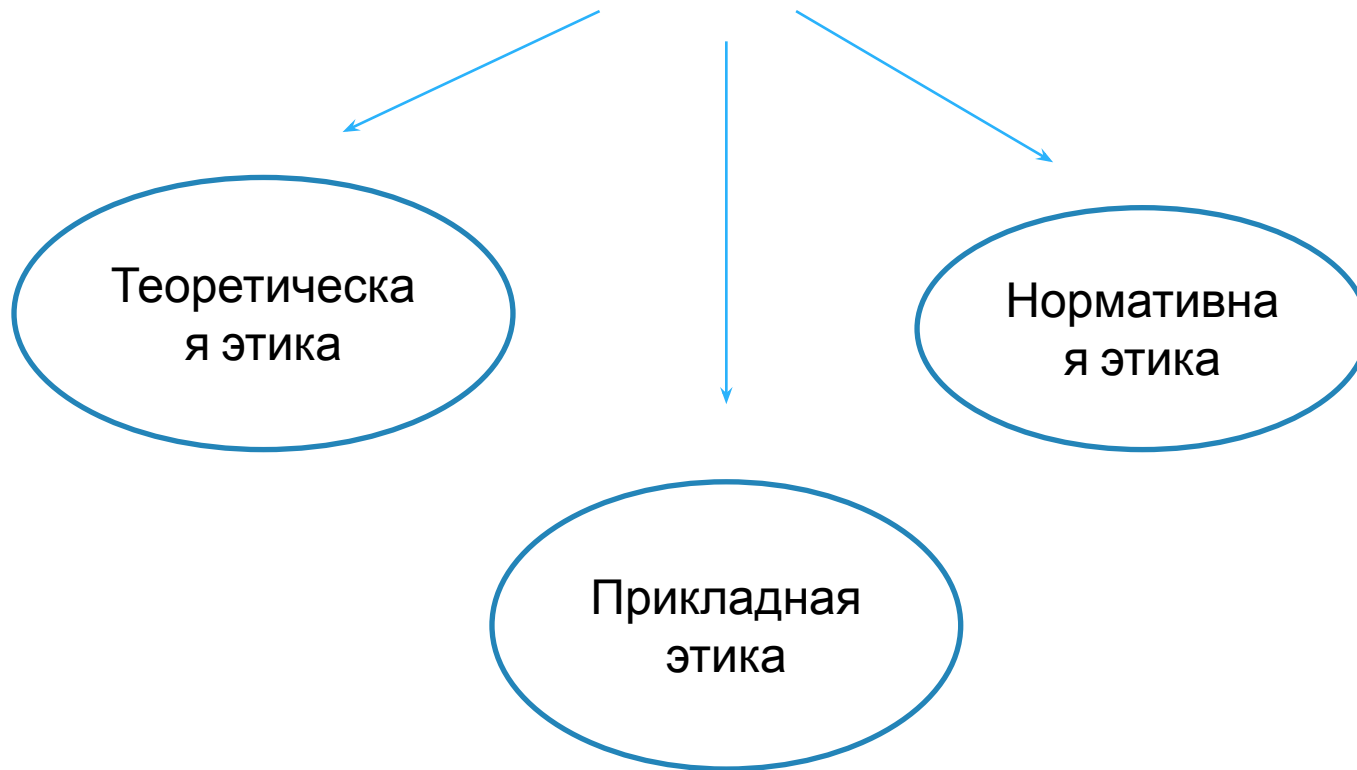 Теоретическа
я этика
Нормативна
я этика
Прикладная
этика